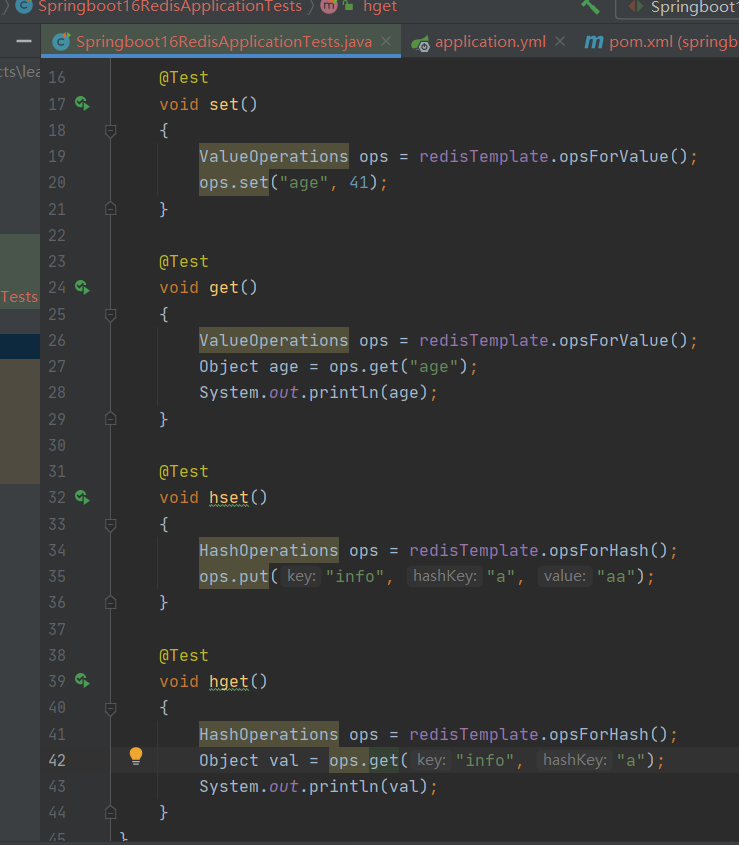 Springboot16RedisApplicationTests m hget Springboot1
Springboot16RedisApplicationTests.java application.yml m pom.xml (springb
cts\lea
16 @Test
17 void set()
18 {
19 ValueOperations ops = redisTemplate.opsForValue();
20 ops.set("age", 41);
21 }
22
23 @Test
24 void get()
25 {
Tests
26 ValueOperations ops = redisTemplate.opsForValue();
27 Object age = ops.get("age");
28 System.out.println(age);
29 }
30
31 @Test
32 void hset()
33 {
34 HashOperations ops = redisTemplate.opsForHash();
35 ops.put( key: "info", hashKey: "a", value: "aa");
36 }
37
38 @Test
39 void hget()
40 {
41 HashOperations ops = redisTemplate.opsForHash();
42 Object val = ops.get( key: "info", hashKey: "a");
43 System.out.println(val);
44 }
45 }